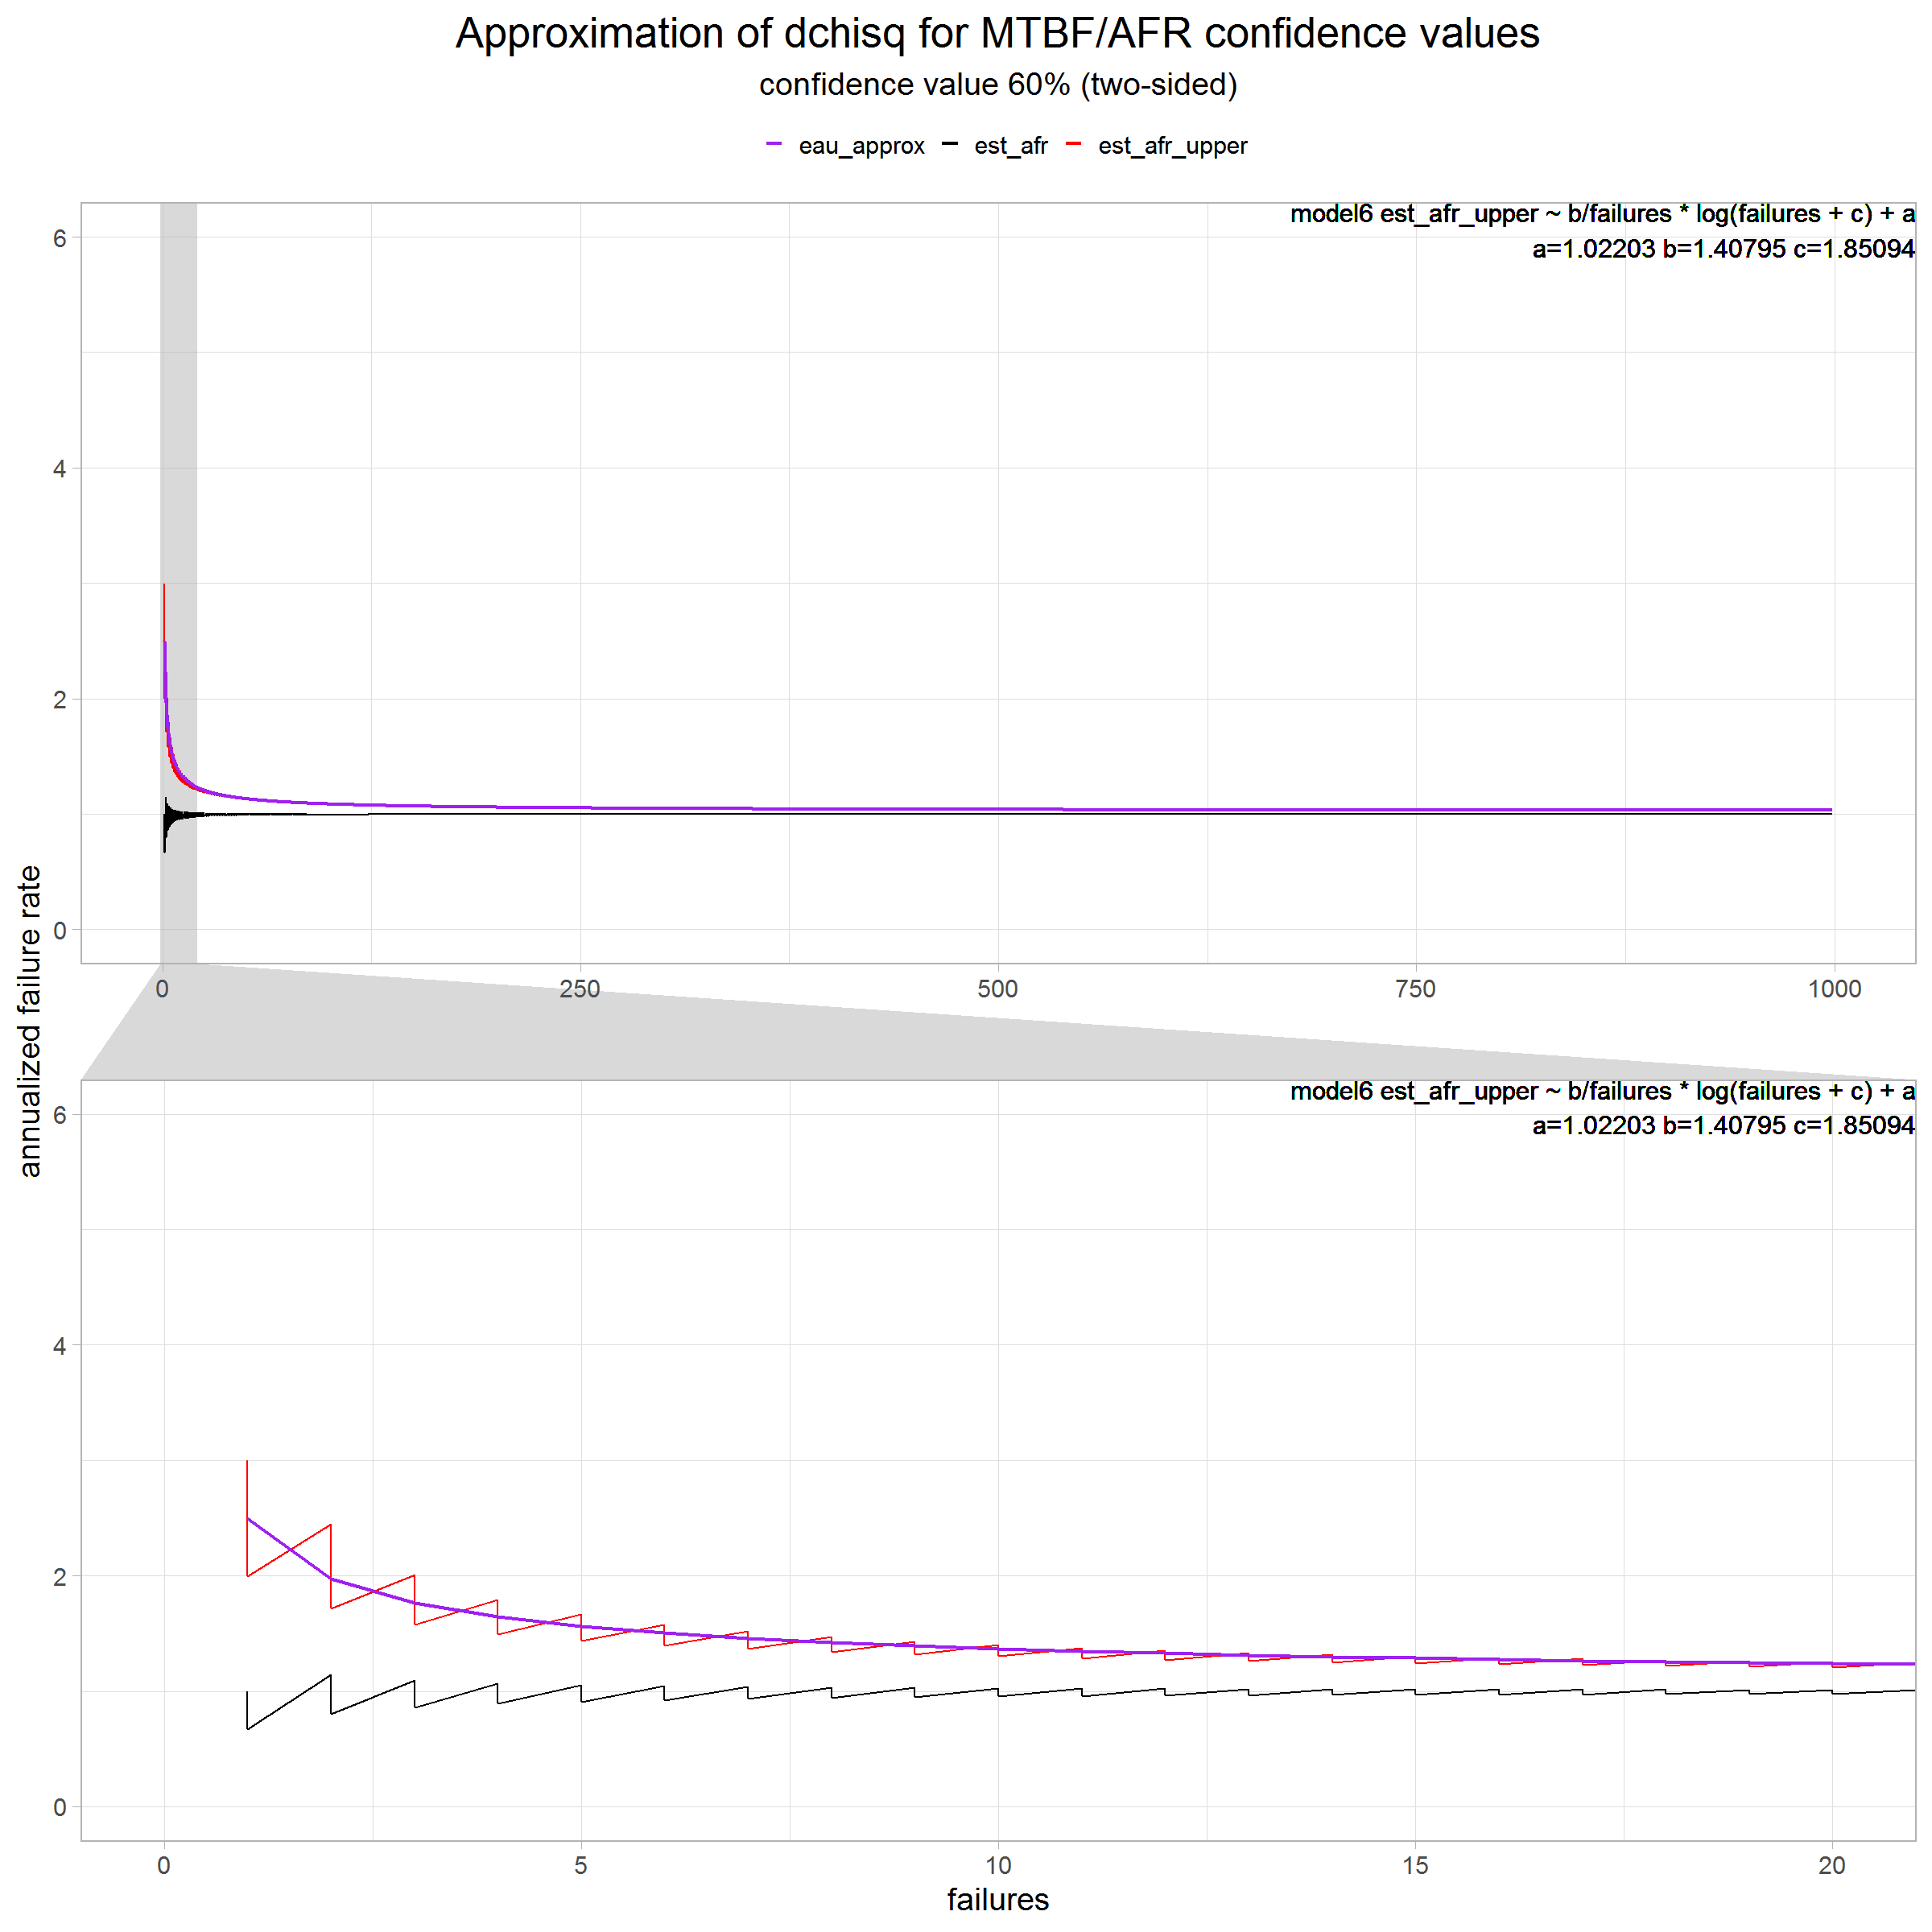 Approximation of dchisq for MTBF/AFR confidence values
confidence value 60% (two-sided)
eau_approx est_afr est_afr_upper
model6 est_afr_upper ~ b/failures * log(failures + c) + a
a=1.02203 b=1.40795 c=1.85094
6
4
2
0
0 250 500 750 1000
annualized failure rate
model6 est_afr_upper ~ b/failures * log(failures + c) + a
a=1.02203 b=1.40795 c=1.85094
6
4
2
0
0 5 10 15 20
failures